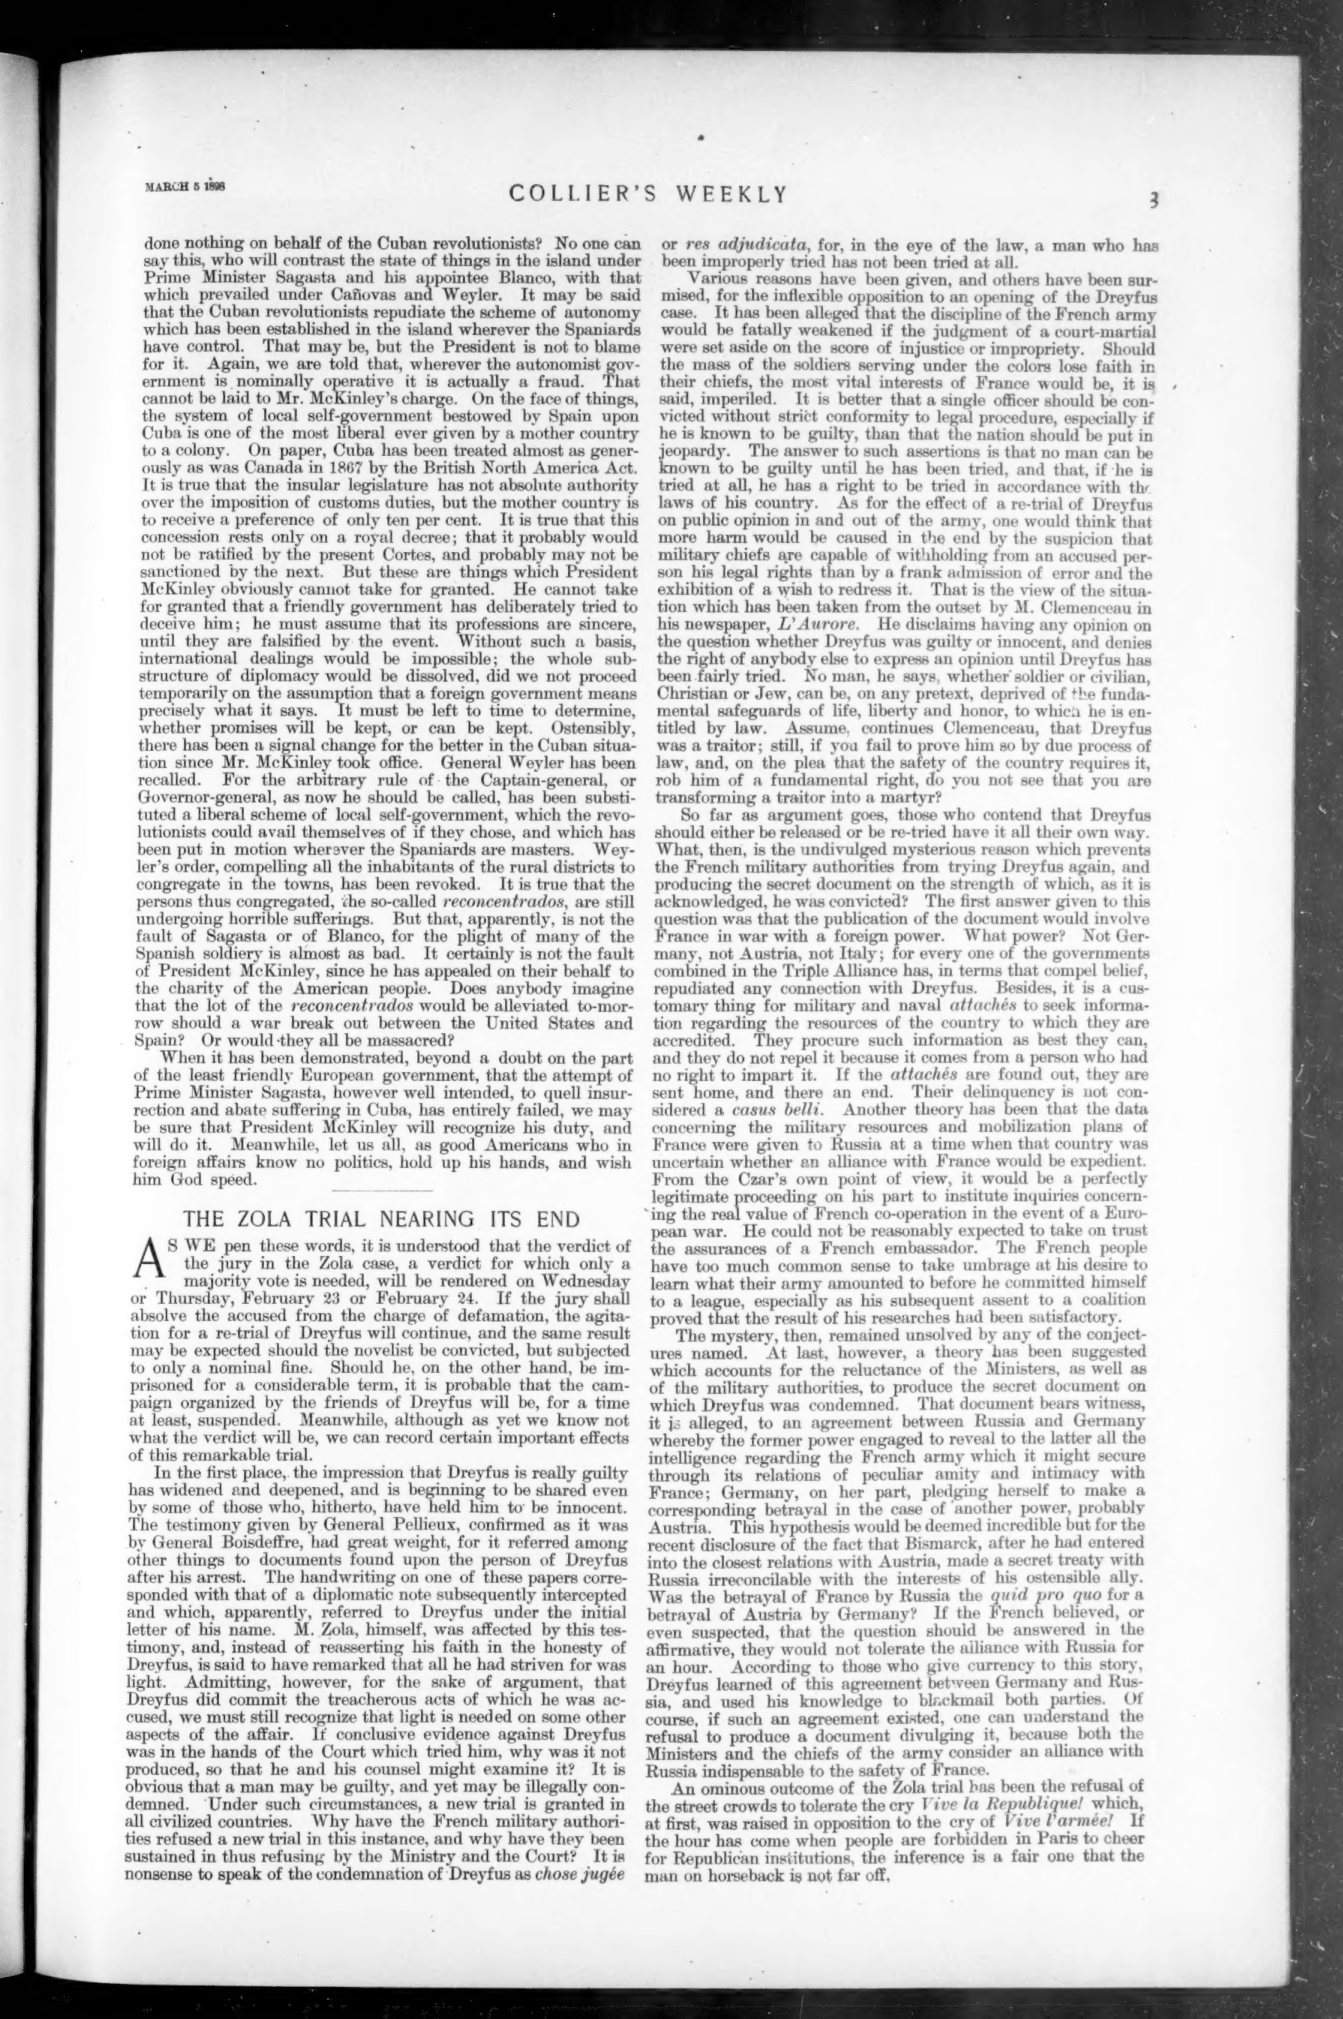 MARCH 5 1898
COLLIER'S WEEKLY
3
done nothing on behalf of the Cuban revolutionists? No one can
say this, who will contrast the state of things in the island under
Prime Minister Sagasta and his appointee Blanco, with that
which prevailed under Cañovas and Weyler. It may be said
that the Cuban revolutionists repudiate the scheme of autonomy
which has been established in the island wherever the Spaniards
have control. That may be, but the President is not to blame
for it. Again, we are told that, wherever the autonomist gov-
ernment is nominally operative it is actually a fraud. That
cannot be laid to Mr. McKinley's charge. On the face of things,
the system of local self-government bestowed by Spain upon
Cuba is one of the most liberal ever given by a mother country
to a colony. On paper, Cuba has been treated almost as gener-
ously as was Canada in 1867 by the British North America Act.
It is true that the insular legislature has not absolute authority
over the imposition of customs duties, but the mother country is
to receive a preference of only ten per cent. It is true that this
concession rests only on a royal decree; that it probably would
not be ratified by the present Cortes, and probably may not be
sanctioned by the next. But these are things which President
McKinley obviously cannot take for granted. He cannot take
for granted that a friendly government has deliberately tried to
deceive him; he must assume that its professions are sincere,
until they are falsified by the event. Without such a basis,
international dealings would be impossible; the whole sub-
structure of diplomacy would be dissolved, did we not proceed
temporarily on the assumption that a foreign government means
precisely what it says. It must be left to time to determine,
whether promises will be kept, or can be kept. Ostensibly,
there has been a signal change for the better in the Cuban situa-
tion since Mr. McKinley took office. General Weyler has been
recalled. For the arbitrary rule of the Captain-general, or
Governor-general, as now he should be called, has been substi-
tuted a liberal scheme of local self-government, which the revo-
lutionists could avail themselves of if they chose, and which has
been put in motion wherever the Spaniards are masters. Wey-
ler's order, compelling all the inhabitants of the rural districts to
congregate in the towns, has been revoked. It is true that the
persons thus congregated, the so-called reconcentrados, are still
undergoing horrible sufferings. But that, apparently, is not the
fault of Sagasta or of Blanco, for the plight of many of the
Spanish soldiery is almost as bad. It certainly is not the fault
of President McKinley, since he has appealed on their behalf to
the charity of the American people. Does anybody imagine
that the lot of the reconcentrados would be alleviated to-mor-
row should a war break out between the United States and
Spain? Or would they all be massacred?
When it has been demonstrated, beyond a doubt on the part
of the least friendly European government, that the attempt of
Prime Minister Sagasta, however well intended, to quell insur-
rection and abate suffering in Cuba, has entirely failed, we may
be sure that President McKinley will recognize his duty, and
will do it. Meanwhile, let us all, as good Americans who in
foreign affairs know no politics, hold up his hands, and wish
him God speed.
THE ZOLA TRIAL NEARING ITS END
AS WE pen these words, it is understood that the verdict of
the jury in the Zola case, a verdict for which only a
majority vote is needed, will be rendered on Wednesday
or Thursday, February 23 or February 24. If the jury shall
absolve the accused from the charge of defamation, the agita-
tion for a re-trial of Dreyfus will continue, and the same result
may be expected should the novelist be convicted, but subjected
to only a nominal fine. Should he, on the other hand, be im-
prisoned for a considerable term, it is probable that the cam-
paign organized by the friends of Dreyfus will be, for a time
at least, suspended. Meanwhile, although as yet we know not
what the verdict will be, we can record certain important effects
of this remarkable trial.
In the first place, the impression that Dreyfus is really guilty
has widened and deepened, and is beginning to be shared even
by some of those who, hitherto, have held him to be innocent.
The testimony given by General Pellieux, confirmed as it was
by General Boisdeffre, had great weight, for it referred among
other things to documents found upon the person of Dreyfus
after his arrest. The handwriting on one of these papers corre-
sponded with that of a diplomatic note subsequently intercepted
and which, apparently, referred to Dreyfus under the initial
letter of his name. M. Zola, himself, was affected by this tes-
timony, and, instead of reasserting his faith in the honesty of
Dreyfus, is said to have remarked that all he had striven for was
light. Admitting, however, for the sake of argument, that
Dreyfus did commit the treacherous acts of which he was ac-
cused, we must still recognize that light is needed on some other
aspects of the affair. If conclusive evidence against Dreyfus
was in the hands of the Court which tried him, why was it not
produced, so that he and his counsel might examine it? It is
obvious that a man may be guilty, and yet may be illegally con-
demned. Under such circumstances, a new trial is granted in
all civilized countries. Why have the French military authori-
ties refused a new trial in this instance, and why have they been
sustained in thus refusing by the Ministry and the Court? It is
nonsense to speak of the condemnation of Dreyfus as chose jugée
or res adjudicata, for, in the eye of the law, a man who has
been improperly tried has not been tried at all.
Various reasons have been given, and others have been sur-
mised, for the inflexible opposition to an opening of the Dreyfus
case. It has been alleged that the discipline of the French army
would be fatally weakened if the judgment of a court-martial
were set aside on the score of injustice or impropriety. Should
the mass of the soldiers serving under the colors lose faith in
their chiefs, the most vital interests of France would be, it is
said, imperiled. It is better that a single officer should be con-
victed without strict conformity to legal procedure, especially if
he is known to be guilty, than that the nation should be put in
jeopardy. The answer to such assertions is that no man can be
known to be guilty until he has been tried, and that, if he is
tried at all, he has a right to be tried in accordance with the
laws of his country. As for the effect of a re-trial of Dreyfus
on public opinion in and out of the army, one would think that
more harm would be caused in the end by the suspicion that
military chiefs are capable of withholding from an accused per-
son his legal rights than by a frank admission of error and the
exhibition of a wish to redress it. That is the view of the situa-
tion which has been taken from the outset by M. Clemenceau in
his newspaper, L'Aurore. He disclaims having any opinion on
the question whether Dreyfus was guilty or innocent, and denies
the right of anybody else to express an opinion until Dreyfus has
been fairly tried. No man, he says, whether soldier or civilian,
Christian or Jew, can be, on any pretext, deprived of the funda-
mental safeguards of life, liberty and honor, to which he is en-
titled by law. Assume, continues Clemenceau, that Dreyfus
was a traitor; still, if you fail to prove him so by due process of
law, and, on the plea that the safety of the country requires it,
rob him of a fundamental right, do you not see that you are
transforming a traitor into a martyr?
So far as argument goes, those who contend that Dreyfus
should either be released or be re-tried have it all their own way.
What, then, is the undivulged mysterious reason which prevents
the French military authorities from trying Dreyfus again, and
producing the secret document on the strength of which, as it is
acknowledged, he was convicted? The first answer given to this
question was that the publication of the document would involve
France in war with a foreign power. What power? Not Ger-
many, not Austria, not Italy; for every one of the governments
combined in the Triple Alliance has, in terms that compel belief,
repudiated any connection with Dreyfus. Besides, it is a cus-
tomary thing for military and naval attachés to seek informa-
tion regarding the resources of the country to which they are
accredited. They procure such information as best they can,
and they do not repel it because it comes from a person who had
no right to impart it. If the attachés are found out, they are
sent home, and there an end. Their delinquency is not con-
sidered a casus belli. Another theory has been that the data
concerning the military resources and mobilization plans of
France were given to Russia at a time when that country was
uncertain whether an alliance with France would be expedient.
From the Czar's own point of view, it would be a perfectly
legitimate proceeding on his part to institute inquiries concern-
ing the real value of French co-operation in the event of a Euro-
pean war. He could not be reasonably expected to take on trust
the assurances of a French embassador. The French people
have too much common sense to take umbrage at his desire to
learn what their army amounted to before he committed himself
to a league, especially as his subsequent assent to a coalition
proved that the result of his researches had been satisfactory.
The mystery, then, remained unsolved by any of the conject-
ures named. At last, however, a theory has been suggested
which accounts for the reluctance of the Ministers, as well as
of the military authorities, to produce the secret document on
which Dreyfus was condemned. That document bears witness,
it is alleged, to an agreement between Russia and Germany
whereby the former power engaged to reveal to the latter all the
intelligence regarding the French army which it might secure
through its relations of peculiar amity and intimacy with
France; Germany, on her part, pledging herself to make a
corresponding betrayal in the case of another power, probably
Austria. This hypothesis would be deemed incredible but for the
recent disclosure of the fact that Bismarck, after he had entered
into the closest relations with Austria, made a secret treaty with
Russia irreconcilable with the interests of his ostensible ally.
Was the betrayal of France by Russia the quid pro quo for a
betrayal of Austria by Germany? If the French believed, or
even suspected, that the question should be answered in the
affirmative, they would not tolerate the alliance with Russia for
an hour. According to those who give currency to this story,
Dreyfus learned of this agreement between Germany and Rus-
sia, and used his knowledge to blackmail both parties. Of
course, if such an agreement existed, one can understand the
refusal to produce a document divulging it, because both the
Ministers and the chiefs of the army consider an alliance with
Russia indispensable to the safety of France.
An ominous outcome of the Zola trial has been the refusal of
the street crowds to tolerate the cry Vive la Republique! which,
at first, was raised in opposition to the cry of Vive l'armée! If
the hour has come when people are forbidden in Paris to cheer
for Republican institutions, the inference is a fair one that the
man on horseback is not far off.